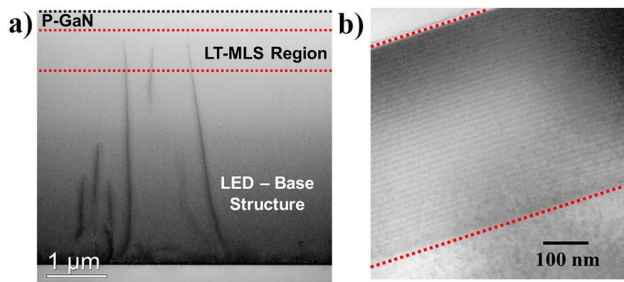 a)
P-GaN
LT-MLS Region
LED – Base
Structure
1 µm
b)
100 nm